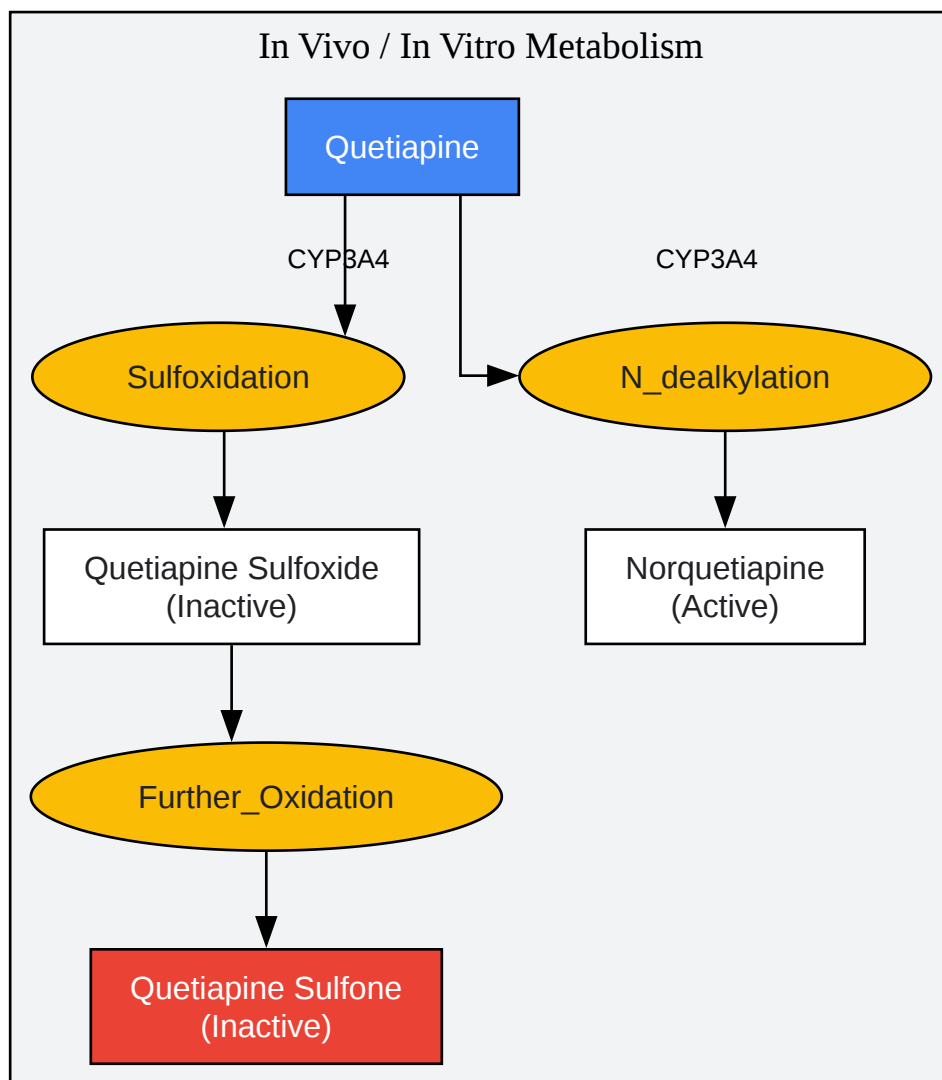 In Vivo / In Vitro Metabolism
Quetiapine
CYP3A4
CYP3A4
Sulfoxidation
N_dealkylation
Quetiapine Sulfoxide
(Inactive)
Norquetiapine
(Active)
Further_Oxidation
Quetiapine Sulfone
(Inactive)